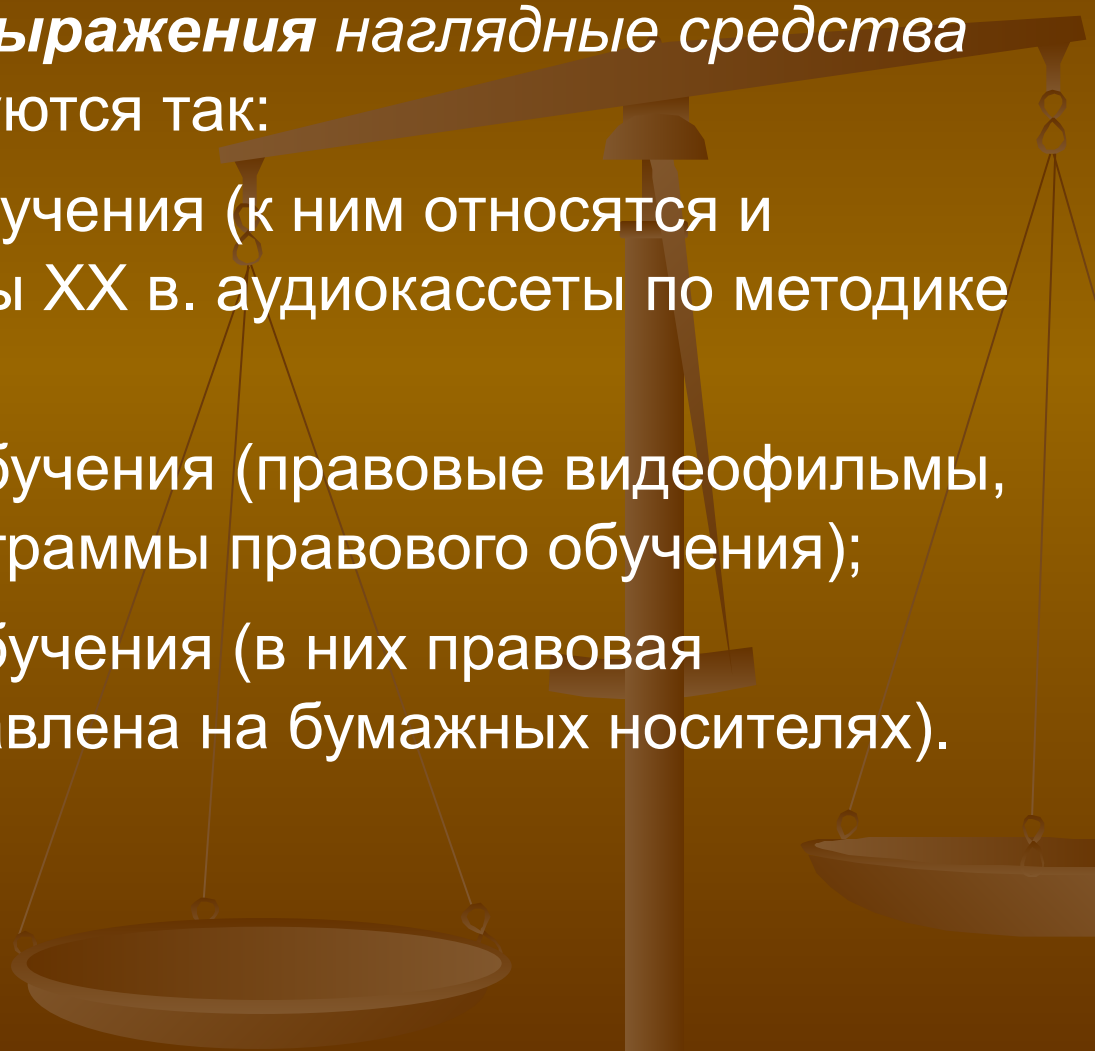 ыражения наглядные средства
уются так:
учения (к ним относятся и
ы XX в. аудиокассеты по методике
бучения (правовые видеофильмы,
граммы правового обучения);
бучения (в них правовая
авлена на бумажных носителях).